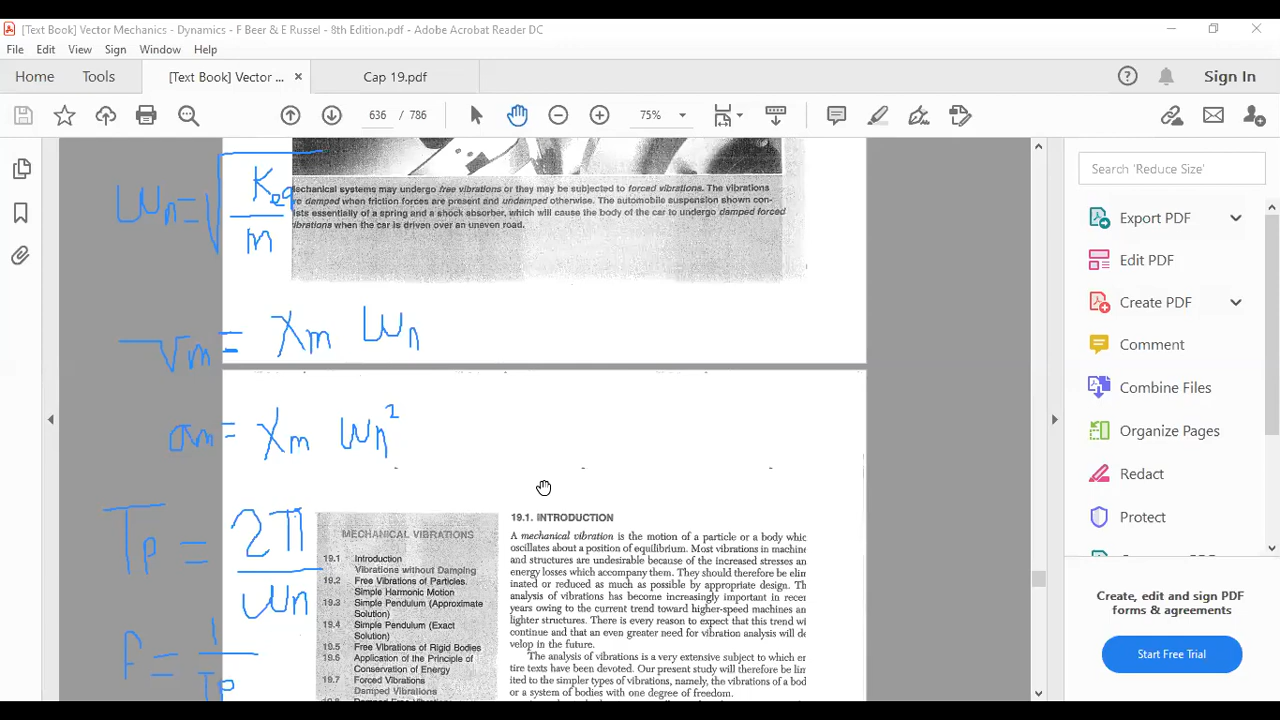 [Text Book] Vector Mechanics - Dynamics - F Beer & E Russel - 8th Edition.pdf - Adobe Acrobat Reader DC
File Edit View Sign Window Help
Home Tools [Text Book] Vector ... × Cap 19.pdf Sign In
636 / 786 75%
Search 'Reduce Size'
Export PDF
Edit PDF
Create PDF
Comment
Combine Files
Organize Pages
Redact
Protect
Create, edit and sign PDF
forms & agreements
Start Free Trial
echanical systems may undergo free vibrations or they may be subjected to forced vibrations. The vibrations
re damped when friction forces are present and undamped otherwise. The automobile suspension shown con-
ists essentially of a spring and a shock absorber, which will cause the body of the car to undergo damped forced
ibrations when the car is driven over an uneven road.
ωn = √(Keq/m)
vm = xm ωn
am = xm ωn²
Tp = 2π/ωn
f = 1/Tp
MECHANICAL VIBRATIONS
19.1 Introduction
Vibrations without Damping
19.2 Free Vibrations of Particles.
Simple Harmonic Motion
19.3 Simple Pendulum (Approximate
Solution)
19.4 Simple Pendulum (Exact
Solution)
19.5 Free Vibrations of Rigid Bodies
19.6 Application of the Principle of
Conservation of Energy
19.7 Forced Vibrations
Damped Vibrations
19.1. INTRODUCTION
A mechanical vibration is the motion of a particle or a body whic
oscillates about a position of equilibrium. Most vibrations in machine
and structures are undesirable because of the increased stresses an
energy losses which accompany them. They should therefore be elim
inated or reduced as much as possible by appropriate design. Th
analysis of vibrations has become increasingly important in recen
years owing to the current trend toward higher-speed machines an
lighter structures. There is every reason to expect that this trend wi
continue and that an even greater need for vibration analysis will de
velop in the future.
The analysis of vibrations is a very extensive subject to which en
tire texts have been devoted. Our present study will therefore be lim
ited to the simpler types of vibrations, namely, the vibrations of a bod
or a system of bodies with one degree of freedom.